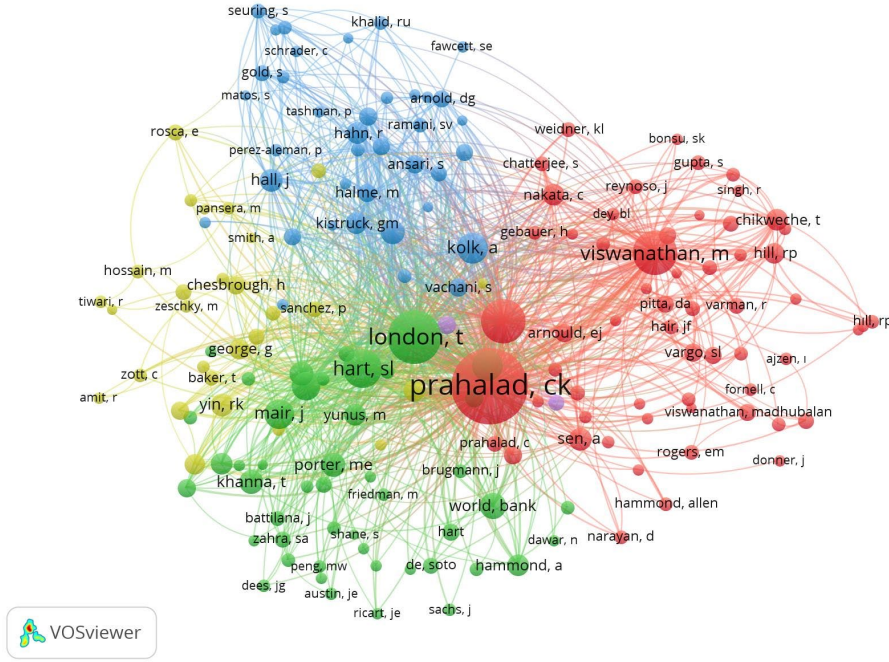 seuring, s
khalid, ru
schrader, c
fawcett, se
gold, s
matos, s
arnold, dg
tashman, p
ramani, sv
rosca, e
hahn, r
weidner, kl
bonsu, sk
perez-aleman, p
ansari, s
chatterjee, s
gupta, s
hall, j
halme, m
nakata, c
reynoso, j
singh, r
pansera, m
kistruck, gm
dey, bl
chikweche, t
smith, a
gebauer, h
kolk, a
viswanathan, m
hill, rp
hossain, m
chesbrough, h
vachani, s
tiwari, r
zeschky, m
sanchez, p
pitta, da
varman, r
london, t
arnould, ej
hair, jf
hill, rp
george, g
vargo, sl
ajzen, i
zott, c
baker, t
hart, sl
prahalad, ck
fornell, c
amit, r
yin, rk
mair, j
yunus, m
viswanathan, madhubalan
prahalad, c
sen, a
rogers, em
donner, j
khanna, t
porter, me
brugmann, j
friedman, m
world, bank
hammond, allen
battilana, j
zahra, sa
shane, s
hart
dawar, n
narayan, d
peng, mw
de, soto
hammond, a
dees, jg
austin, je
ricart, je
sachs, j
VOSviewer